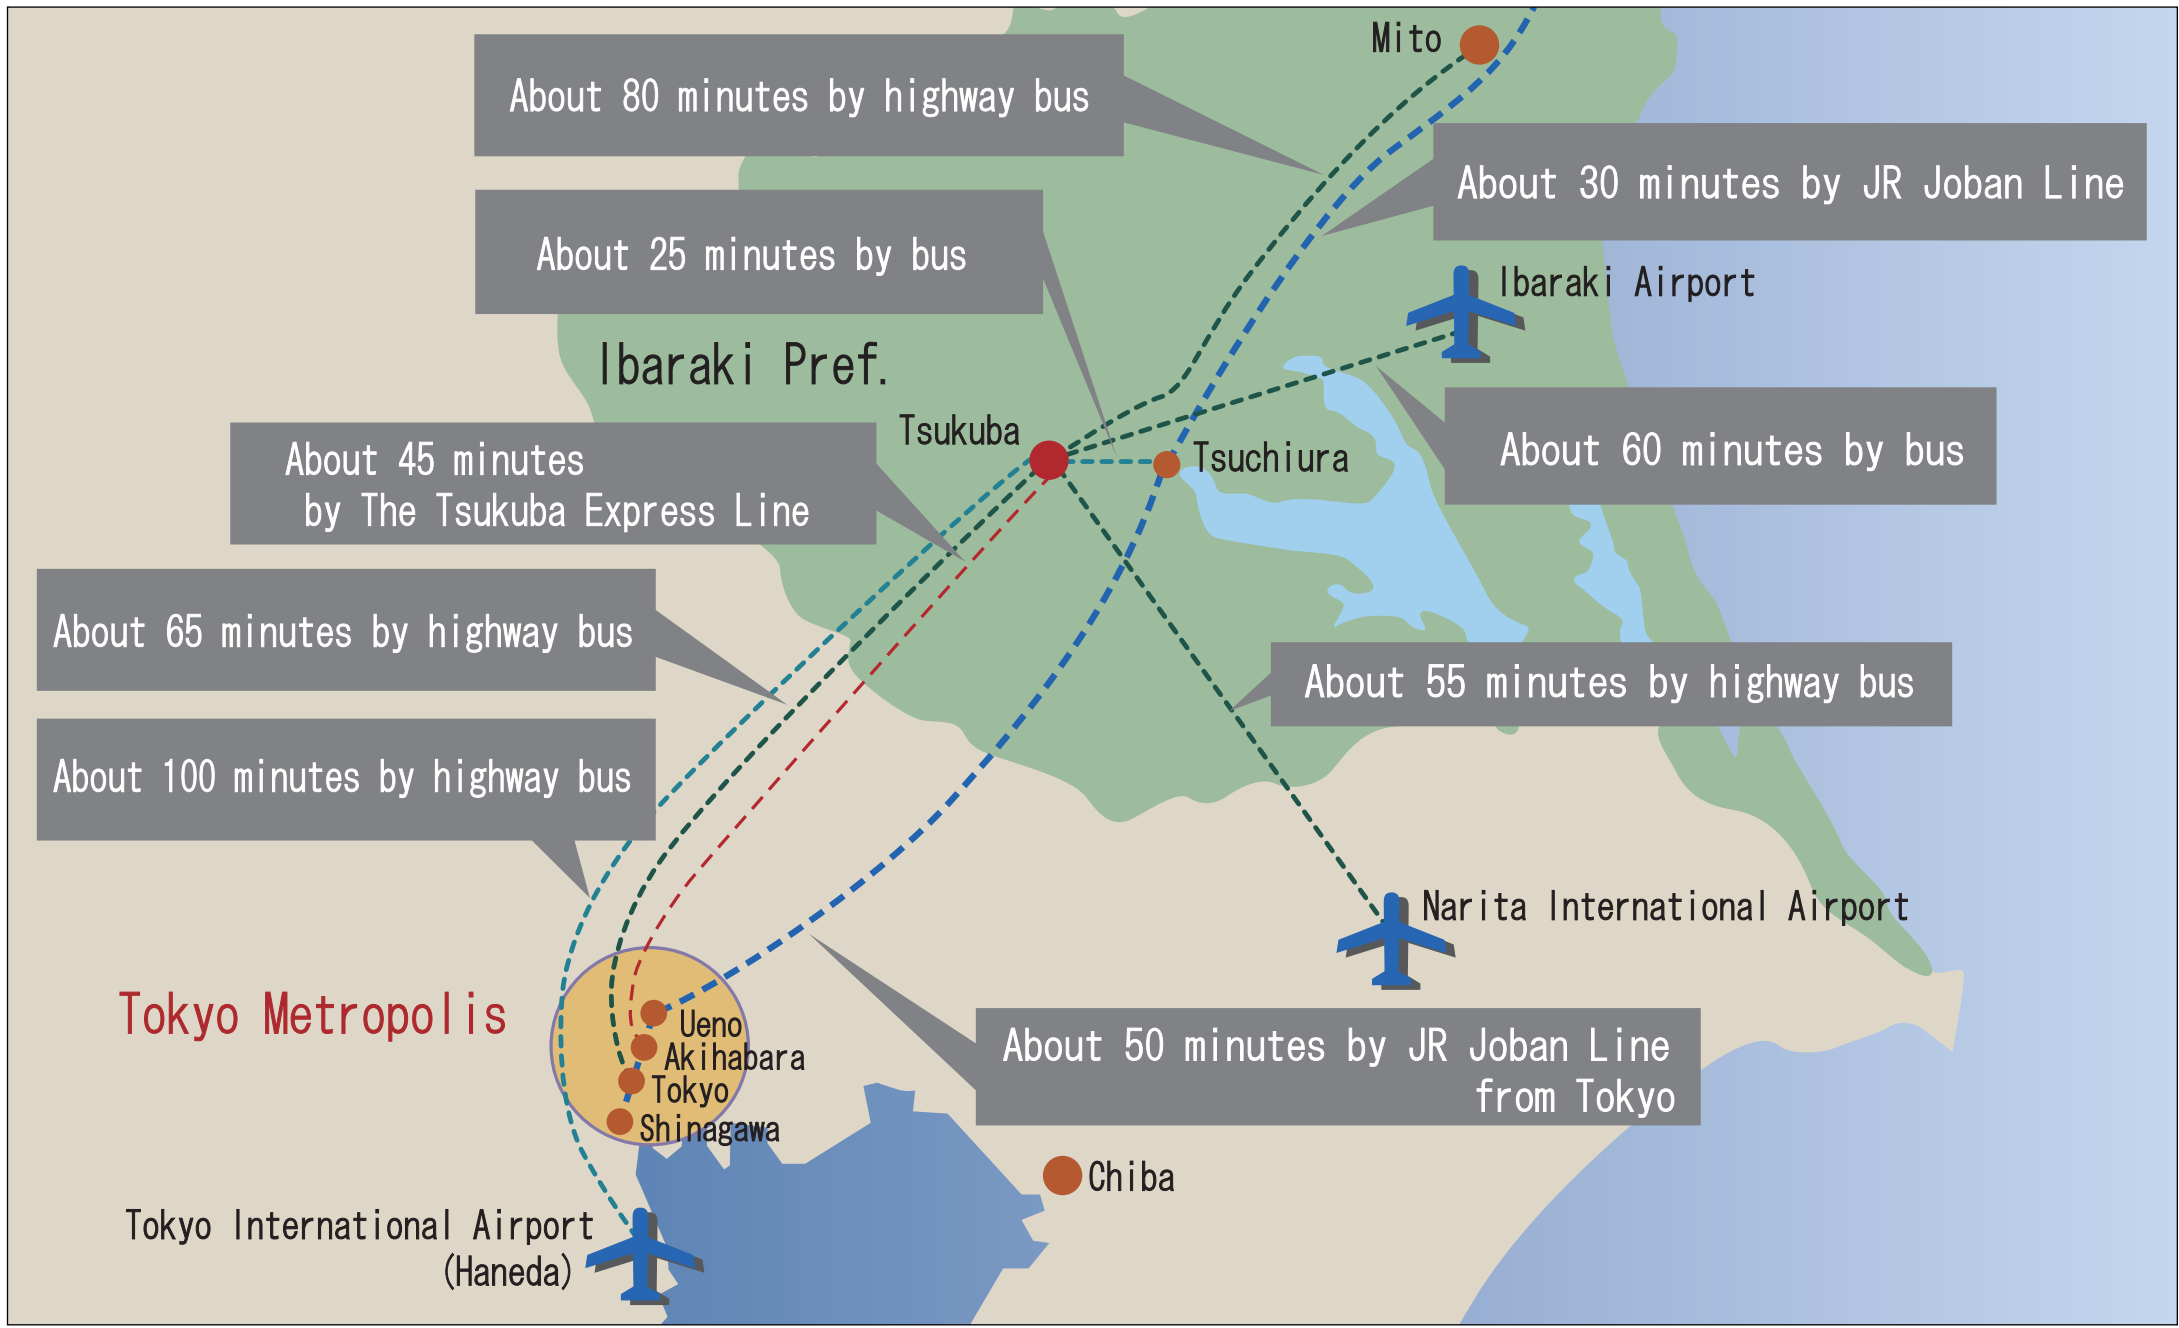 Mito
About 80 minutes by highway bus
About 30 minutes by JR Joban Line
About 25 minutes by bus
Ibaraki Airport
Ibaraki Pref.
Tsukuba
Tsuchiura
About 60 minutes by bus
About 45 minutes
by The Tsukuba Express Line
About 65 minutes by highway bus
About 55 minutes by highway bus
About 100 minutes by highway bus
Narita International Airport
Tokyo Metropolis
Ueno
Akihabara
Tokyo
Shinagawa
About 50 minutes by JR Joban Line
from Tokyo
Chiba
Tokyo International Airport
(Haneda)